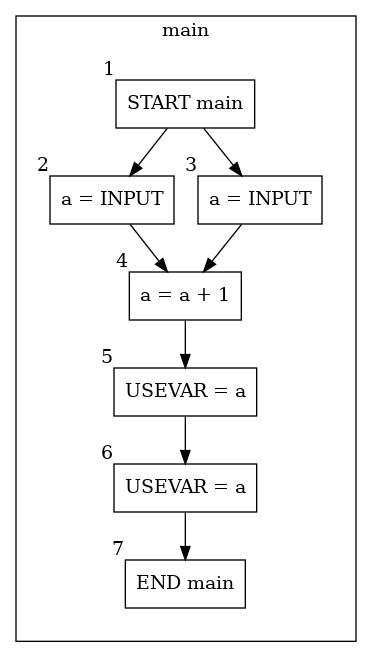 main
1
START main
2
a = INPUT
3
a = INPUT
4
a = a + 1
5
USEVAR = a
6
USEVAR = a
7
END main